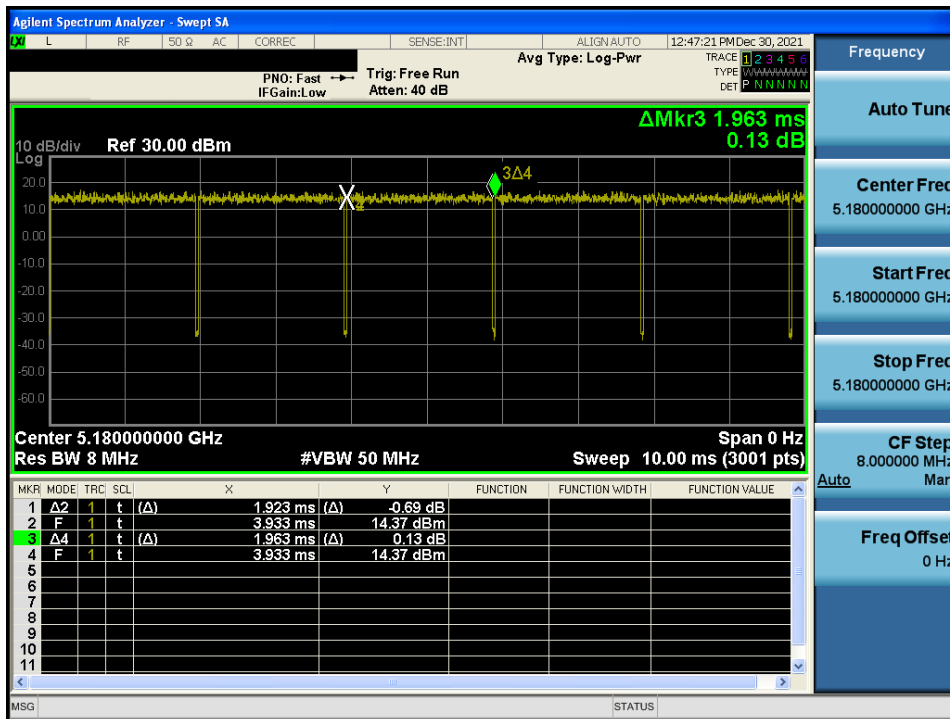 Agilent Spectrum Analyzer - Swept SA
LXI L RF 50 Ω AC CORREC SENSE:INT ALIGN AUTO 12:47:21 PM Dec 30, 2021
Frequency
Avg Type: Log-Pwr
TRACE 1 2 3 4 5 6
TYPE WWWWWW
DET P N N N N N
PNO: Fast
IFGain:Low
Trig: Free Run
Atten: 40 dB
ΔMkr3 1.963 ms
0.13 dB
10 dB/div
Log
Ref 30.00 dBm
20.0
10.0
0.00
-10.0
-20.0
-30.0
-40.0
-50.0
-60.0
3Δ4
Center 5.180000000 GHz
Span 0 Hz
Res BW 8 MHz
#VBW 50 MHz
Sweep 10.00 ms (3001 pts)
MKR MODE TRC SCL X Y FUNCTION FUNCTION WIDTH FUNCTION VALUE
1 Δ2 1 t (Δ) 1.923 ms (Δ) -0.69 dB
2 F 1 t 3.933 ms 14.37 dBm
3 Δ4 1 t (Δ) 1.963 ms (Δ) 0.13 dB
4 F 1 t 3.933 ms 14.37 dBm
5
6
7
8
9
10
11
Auto Tune
Center Freq
5.180000000 GHz
Start Freq
5.180000000 GHz
Stop Freq
5.180000000 GHz
CF Step
8.000000 MHz
Auto Man
Freq Offset
0 Hz
MSG
STATUS